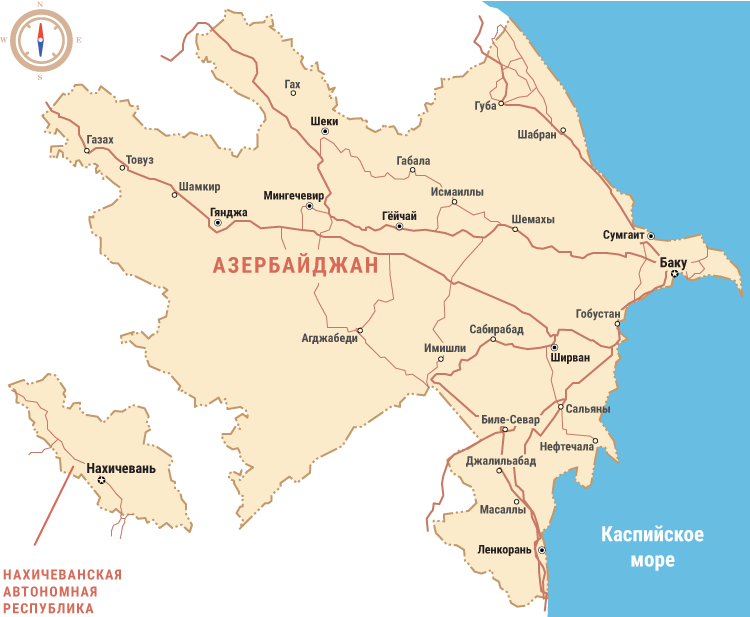 N
W
E
S
Гах
Губа
Шеки
Шабран
Газах
Товуз
Габала
Шамкир
Исмаиллы
Мингечевир
Гянджа
Гёйчай
Шемахы
Сумгаит
АЗЕРБАЙДЖАН
Баку
Гобустан
Агджабеди
Сабирабад
Имишли
Ширван
Сальяны
Биле-Севар
Нефтечала
Джалильабад
Нахичевань
Масаллы
Ленкорань
Каспийское
море
НАХИЧЕВАНСКАЯ
АВТОНОМНАЯ
РЕСПУБЛИКА